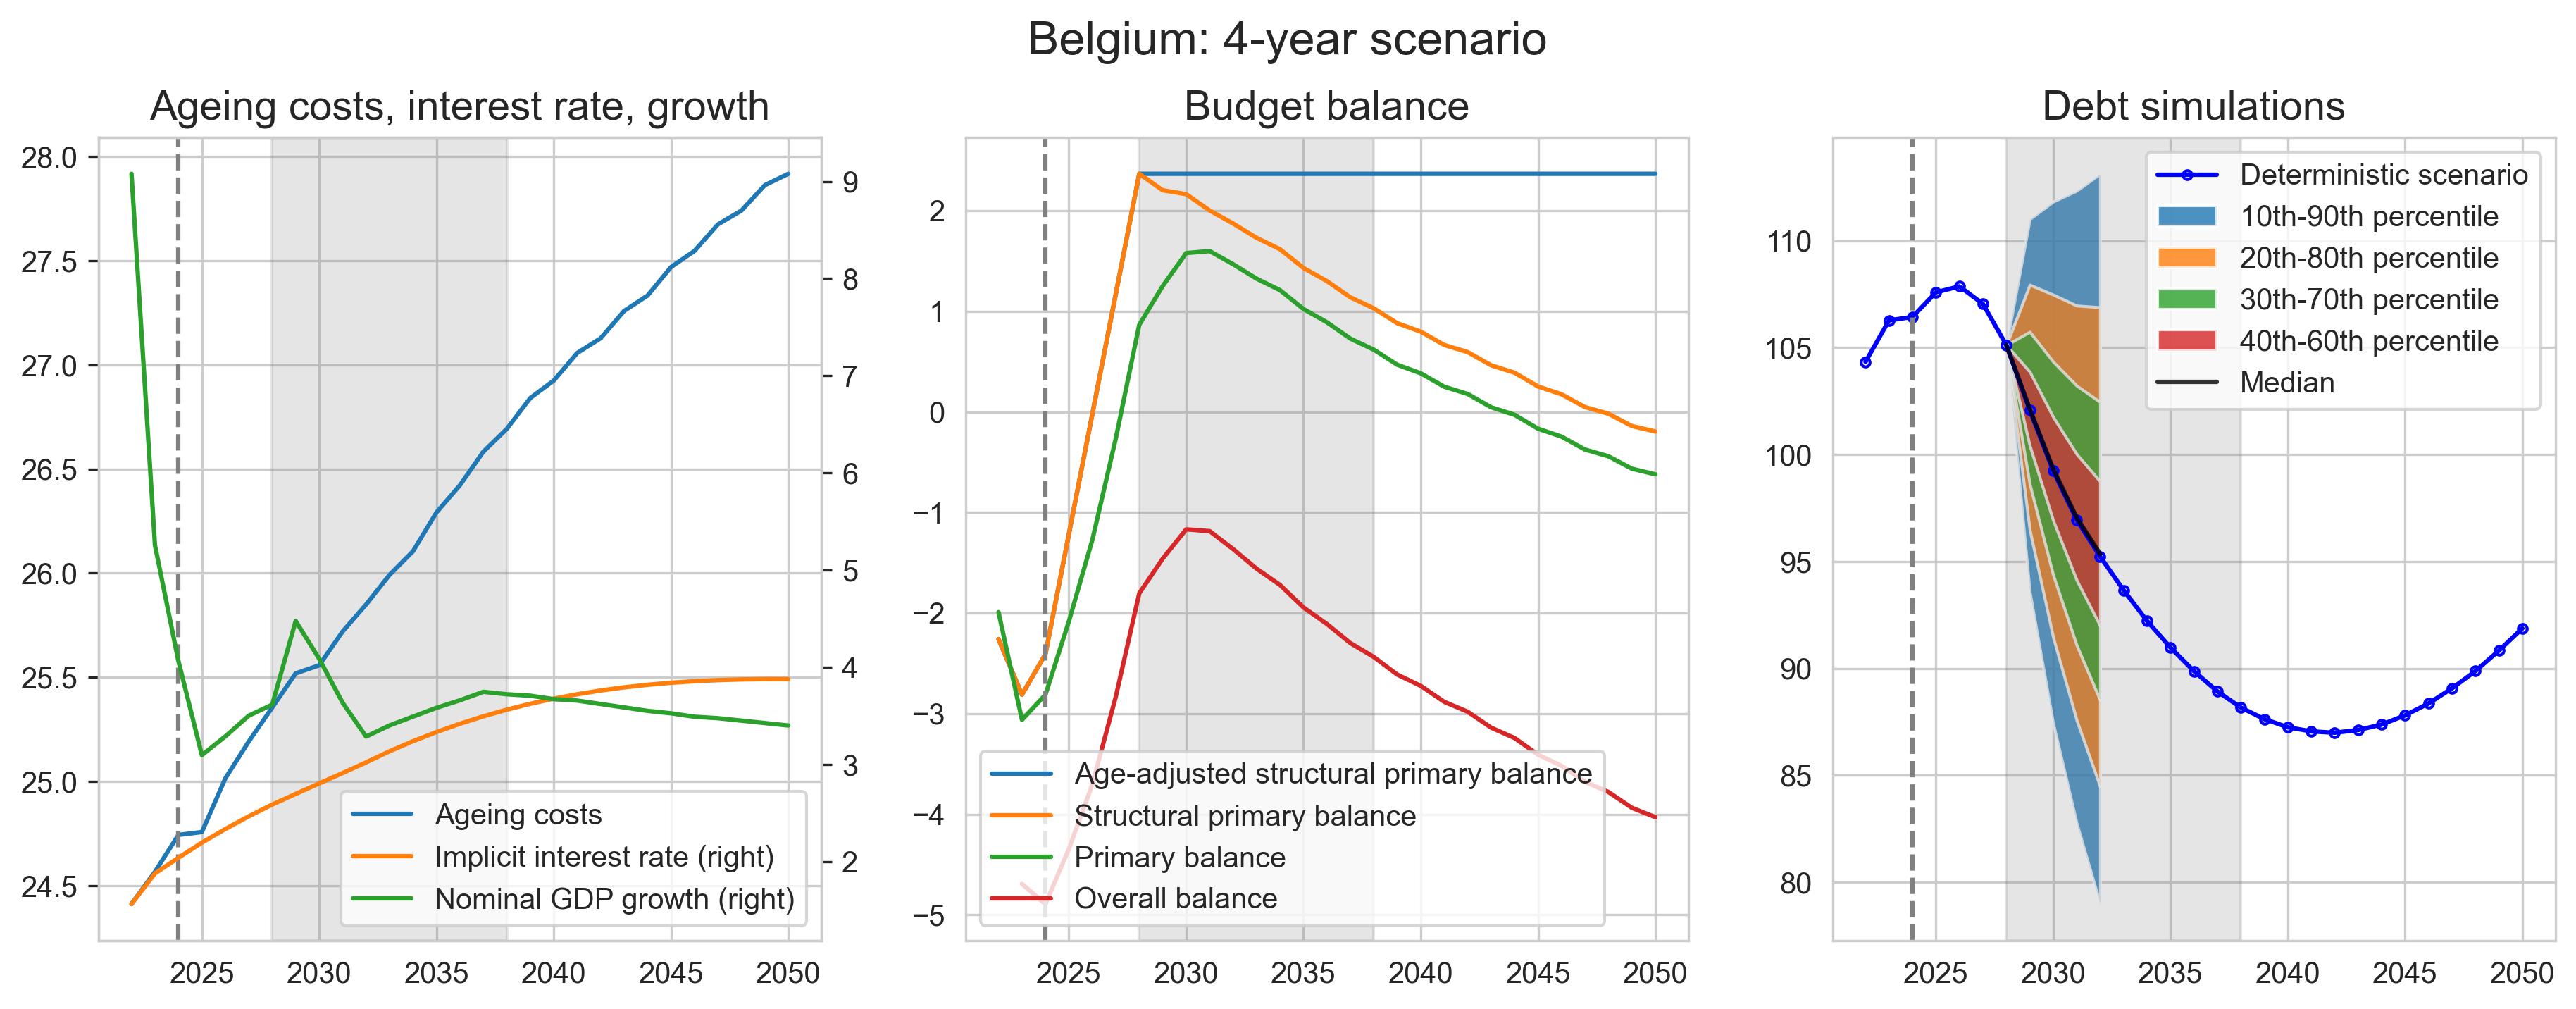 Belgium: 4-year scenario
Ageing costs, interest rate, growth
28.0
27.5
27.0
26.5
26.0
25.5
25.0
24.5
9
8
7
6
5
4
3
2
Ageing costs
Implicit interest rate (right)
Nominal GDP growth (right)
2025 2030 2035 2040 2045 2050
Budget balance
2
1
0
−1
−2
−3
−4
−5
Age-adjusted structural primary balance
Structural primary balance
Primary balance
Overall balance
2025 2030 2035 2040 2045 2050
Debt simulations
110
105
100
95
90
85
80
Deterministic scenario
10th-90th percentile
20th-80th percentile
30th-70th percentile
40th-60th percentile
Median
2025 2030 2035 2040 2045 2050